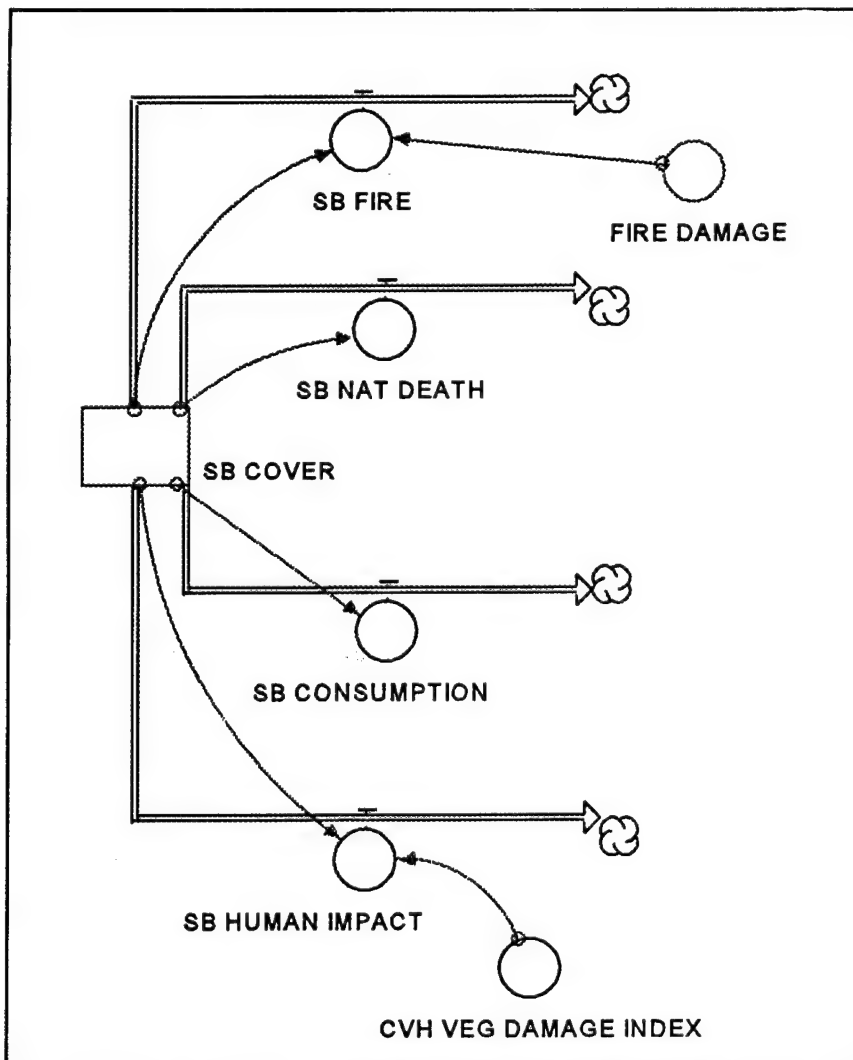 SB FIRE
FIRE DAMAGE
SB NAT DEATH
SB COVER
SB CONSUMPTION
SB HUMAN IMPACT
CVH VEG DAMAGE INDEX